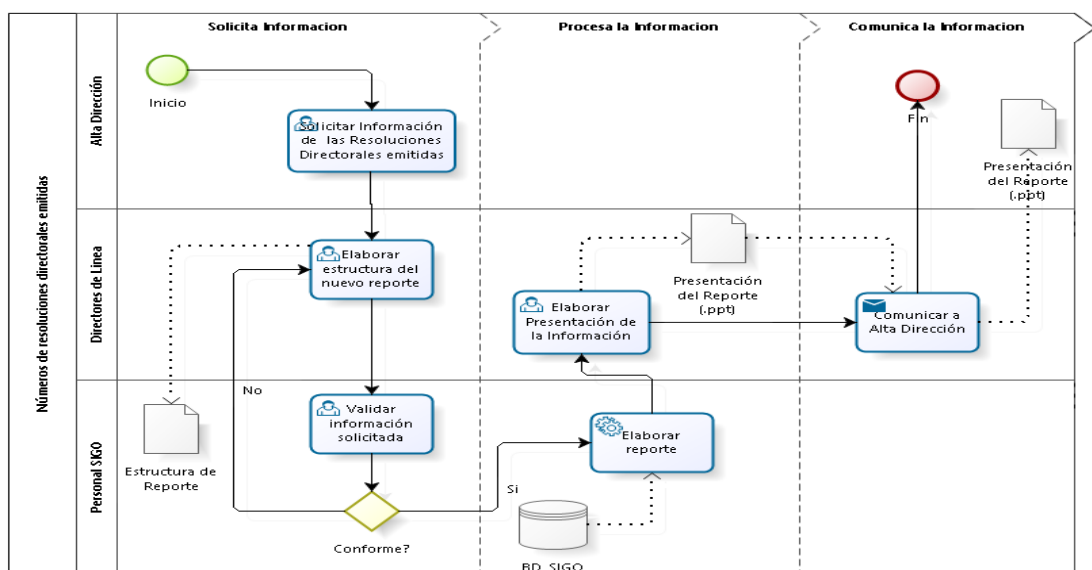 Solicita Informacion
Procesa la Informacion
Comunica la Informacion
Números de resoluciones directorales emitidas
Alta Dirección
Inicio
Solicitar Información
de las Resoluciones
Directorales emitidas
Fin
Presentación
del Reporte
(.ppt)
Directores de Linea
Elaborar
estructura del
nuevo reporte
Presentación
del Reporte
(.ppt)
Elaborar
Presentación de
la Información
Comunicar a
Alta Dirección
Personal SIGO
No
Validar
información
solicitada
Estructura de
Reporte
Elaborar
reporte
Si
Conforme?
BD_SIGO